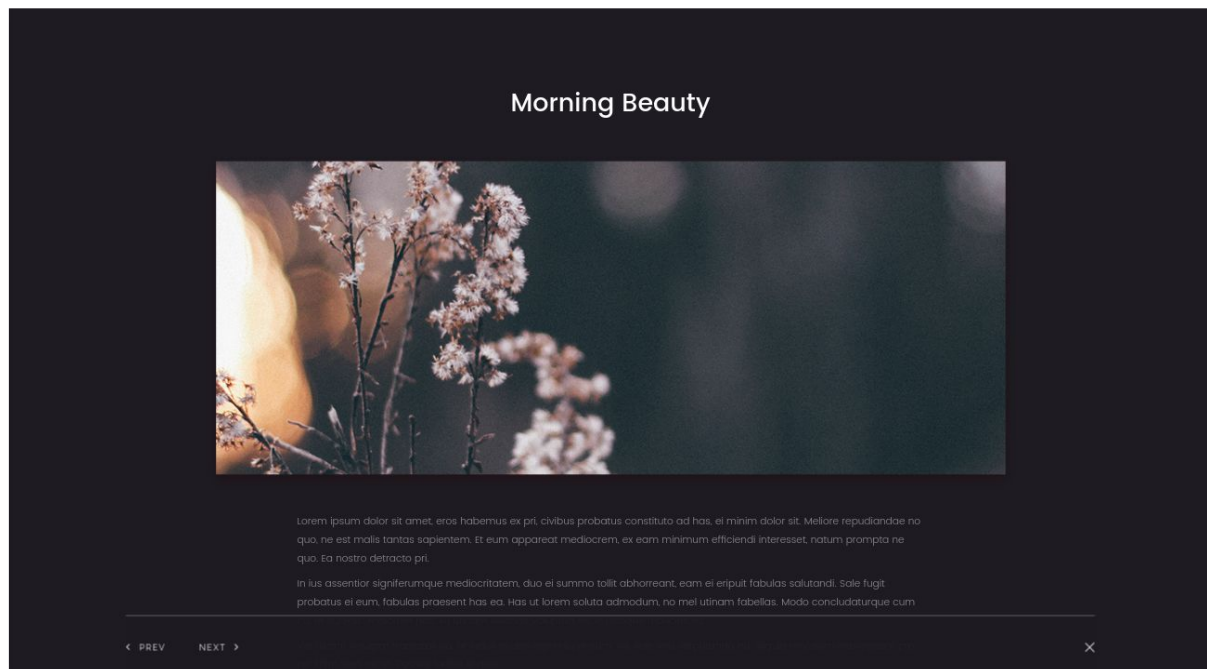 Morning Beauty
Lorem ipsum dolor sit amet, eros habemus ex pri, civibus probatus constituto ad has, ei minim dolor sit. Meliore repudiandae no
quo, ne est malis tantas sapientem. Et eum appareat mediocrem, ex eam minimum efficiendi interesset, natum prompta ne
quo. Ea nostro detracto pri.
In ius assentior signiferumque mediocritatem, duo ei summo tollit abhorreant, eam ei eripuit fabulas salutandi. Sale fugit
probatus ei eum, fabulas praesent has ea. Has ut lorem soluta admodum, no mel utinam fabellas. Modo concludaturque cum
PREV NEXT